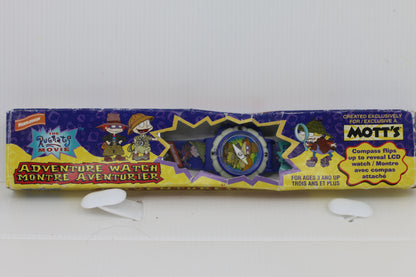 NICKELODEON
The
Rugrats
MOVIE
ADVENTURE WATCH
MONTRE AVENTURIER
CREATED EXCLUSIVELY
FOR / EXCLUSIVE A
MOTT'S
Compass flips
up to reveal LCD
watch / Montre
avec compas
attaché
FOR AGES 3 AND UP
TROIS ANS ET PLUS